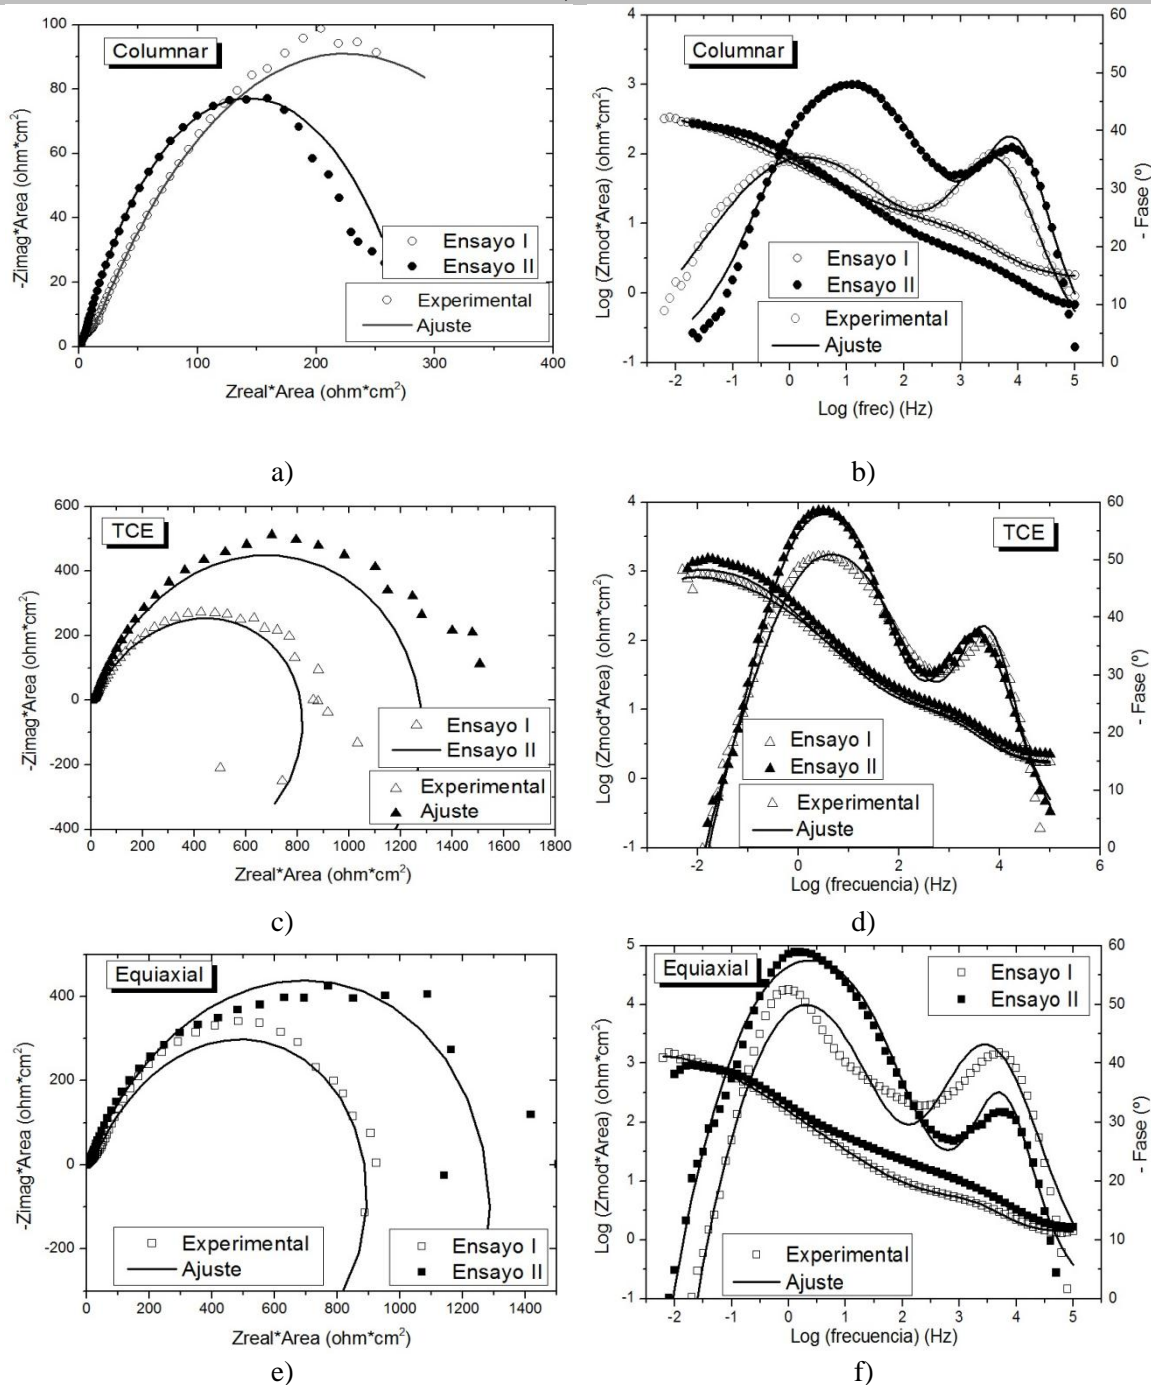 Columnar
Ensayo I
Ensayo II
Experimental
Ajuste
-Zimag*Area (ohm*cm²)
100
80
60
40
20
0
0 100 200 300 400
Zreal*Area (ohm*cm²)
a)
Columnar
Ensayo I
Ensayo II
Experimental
Ajuste
Log (Zmod*Area) (ohm*cm²)
4
3
2
1
0
-1
- Fase (º)
60
50
40
30
20
10
0
-2 -1 0 1 2 3 4 5
Log (frec) (Hz)
b)
TCE
Ensayo I
Ensayo II
Experimental
Ajuste
-Zimag*Area (ohm*cm²)
600
400
200
0
-200
-400
0 200 400 600 800 1000 1200 1400 1600 1800
Zreal*Area (ohm*cm²)
c)
TCE
Ensayo I
Ensayo II
Experimental
Ajuste
Log (Zmod*Area) (ohm*cm²)
4
3
2
1
0
-1
- Fase (º)
60
50
40
30
20
10
0
-2 0 2 4 6
Log (frecuencia) (Hz)
d)
Equiaxial
Experimental
Ajuste
Ensayo I
Ensayo II
-Zimag*Area (ohm*cm²)
400
200
0
-200
0 200 400 600 800 1000 1200 1400
Zreal*Area (ohm*cm²)
e)
Equiaxial
Ensayo I
Ensayo II
Experimental
Ajuste
Log (Zmod*Area) (ohm*cm²)
5
4
3
2
1
0
-1
- Fase (º)
60
50
40
30
20
10
0
-2 -1 0 1 2 3 4 5
Log (frecuencia) (Hz)
f)